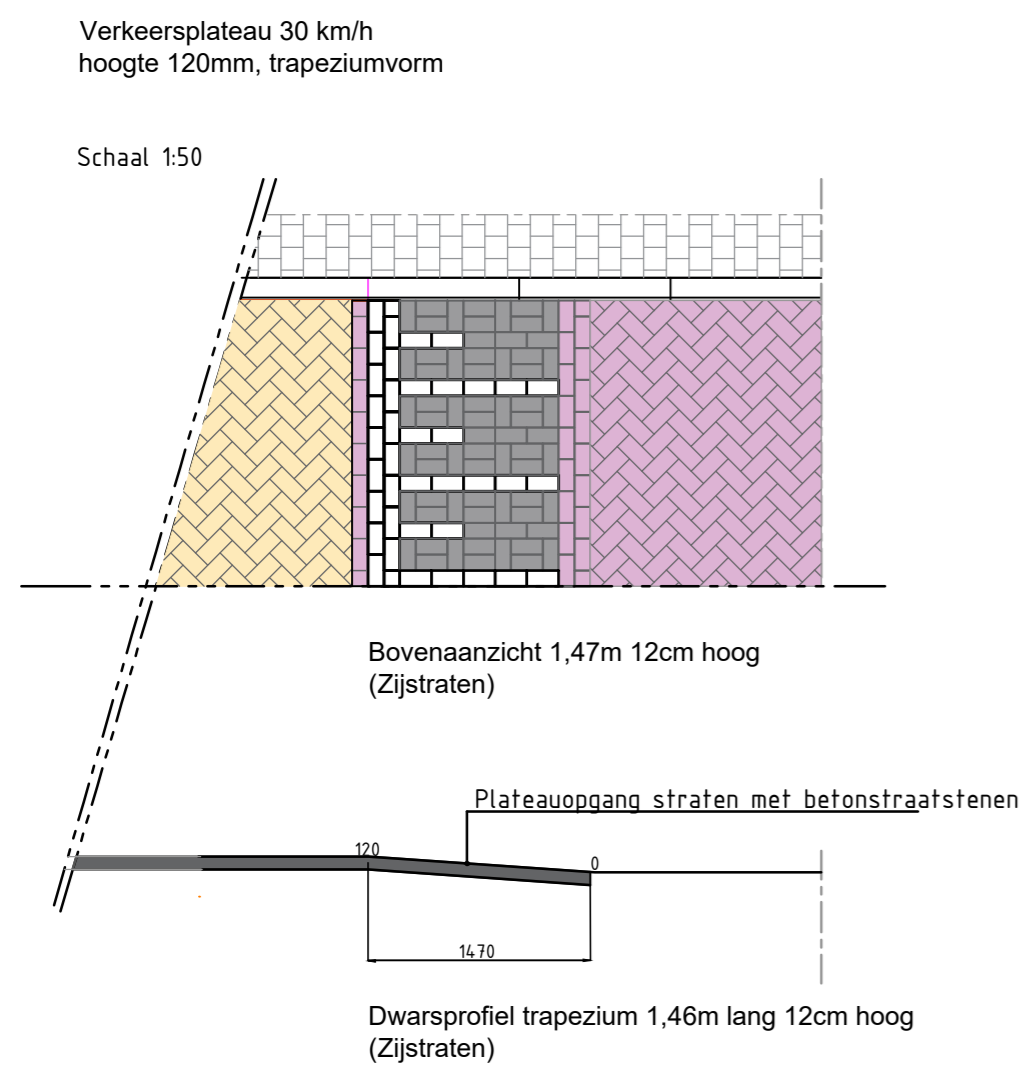 Verkeersplateau 30 km/h
hoogte 120mm, trapeziumvorm
Schaal 1:50
Bovenaanzicht 1,47m 12cm hoog
(Zijstraten)
Plateauopgang straten met betonstraatstenen
120
0
1470
Dwarsprofiel trapezium 1,46m lang 12cm hoog
(Zijstraten)